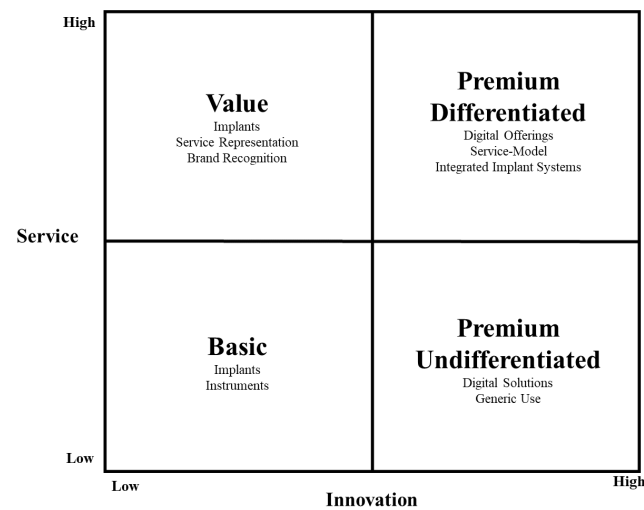 High
Value
Implants
Service Representation
Brand Recognition
Premium
Differentiated
Digital Offerings
Service-Model
Integrated Implant Systems
Service
Basic
Implants
Instruments
Premium
Undifferentiated
Digital Solutions
Generic Use
Low
Low
High
Innovation